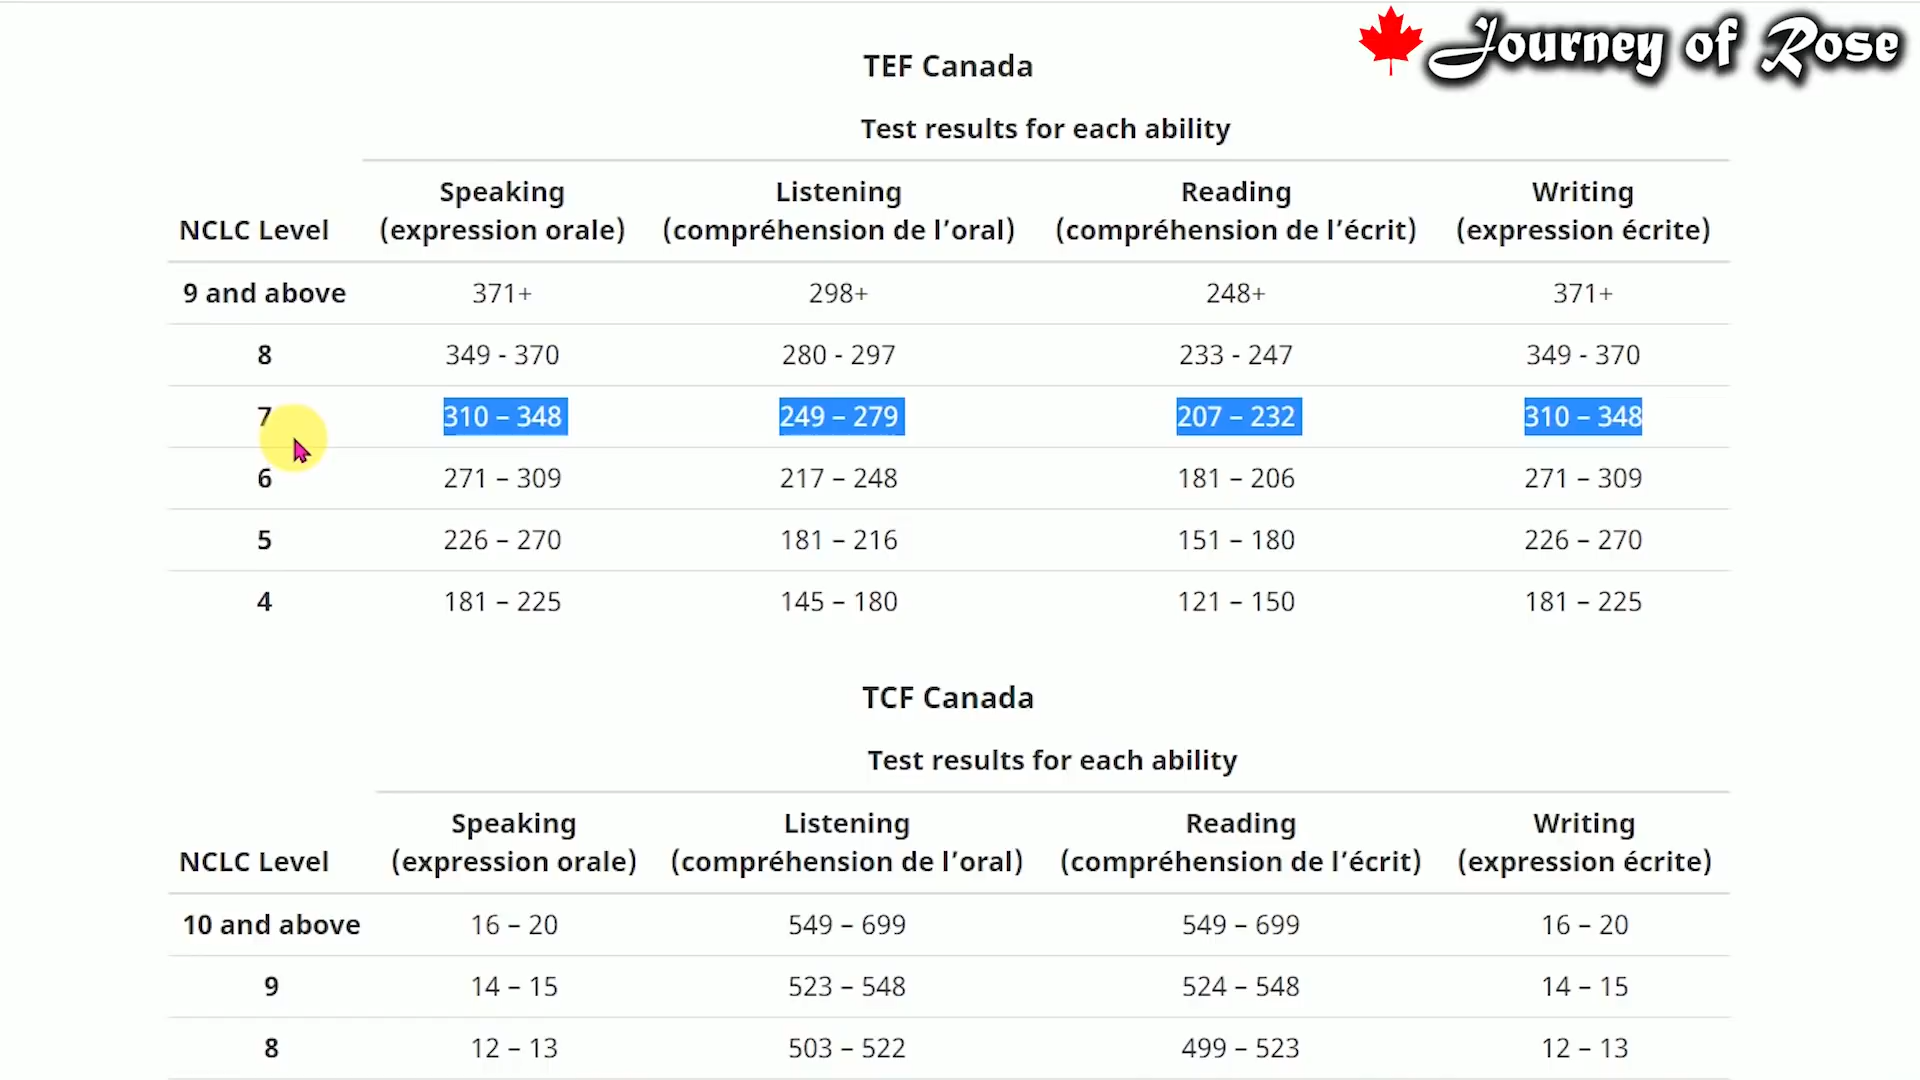 Journey of Rose
TEF Canada
Test results for each ability
NCLC Level Speaking (expression orale) Listening (compréhension de l’oral) Reading (compréhension de l’écrit) Writing (expression écrite)
9 and above 371+ 298+ 248+ 371+
8 349 - 370 280 - 297 233 - 247 349 - 370
7 310 – 348 249 – 279 207 – 232 310 – 348
6 271 – 309 217 – 248 181 – 206 271 – 309
5 226 – 270 181 – 216 151 – 180 226 – 270
4 181 – 225 145 – 180 121 – 150 181 – 225
TCF Canada
Test results for each ability
NCLC Level Speaking (expression orale) Listening (compréhension de l’oral) Reading (compréhension de l’écrit) Writing (expression écrite)
10 and above 16 – 20 549 – 699 549 – 699 16 – 20
9 14 – 15 523 – 548 524 – 548 14 – 15
8 12 – 13 503 – 522 499 – 523 12 – 13